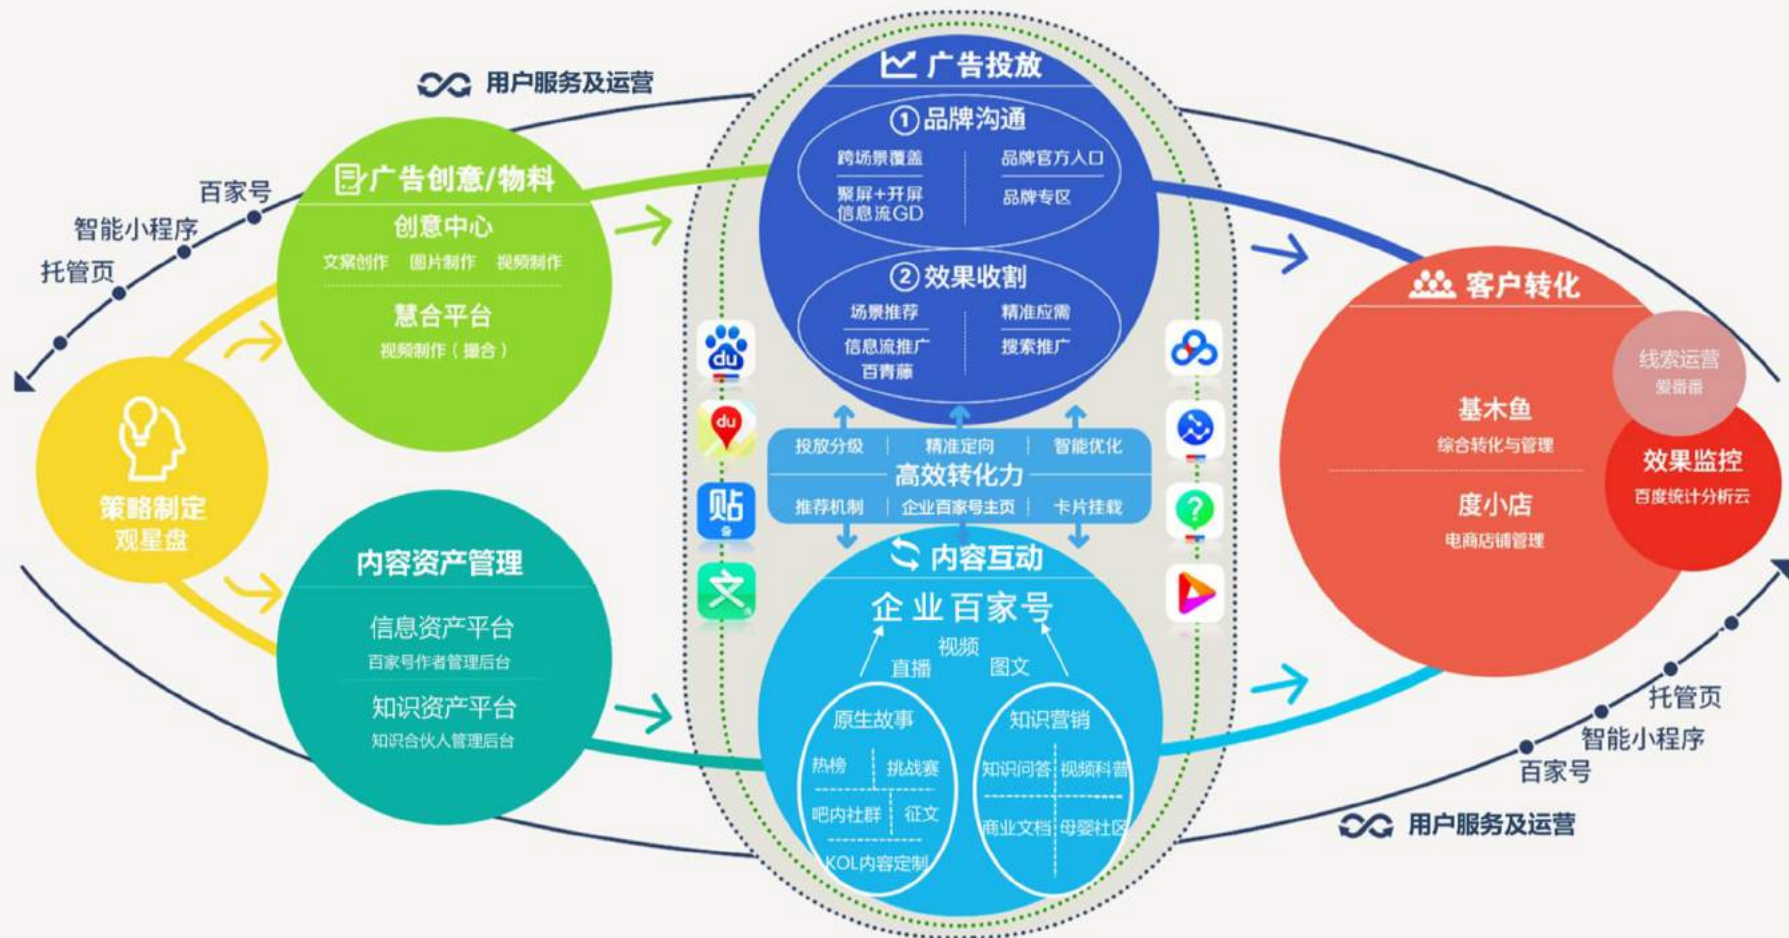 用户服务及运营
百家号
智能小程序
托管页
策略制定
观星盘
广告创意/物料
创意中心
文案创作 图片制作 视频制作
慧合平台
视频制作（撮合）
内容资产管理
信息资产平台
百家号作者管理后台
知识资产平台
知识合伙人管理后台
广告投放
①品牌沟通
跨场景覆盖 品牌官方入口
聚屏+开屏
信息流GD
品牌专区
②效果收割
场景推荐 精准应需
信息流推广 搜索推广
百青藤
du
du
贴
文
?
投放分级 精准定向 智能优化
高效转化力
推荐机制 企业百家号主页 卡片挂载
内容互动
企业百家号
视频
直播 图文
原生故事
热榜 挑战赛
吧内社群 征文
KOL内容定制
知识营销
知识问答 视频科普
商业文档 母婴社区
客户转化
基木鱼
综合转化与管理
度小店
电商店铺管理
线索运营
爱番番
效果监控
百度统计分析云
托管页
智能小程序
百家号
用户服务及运营